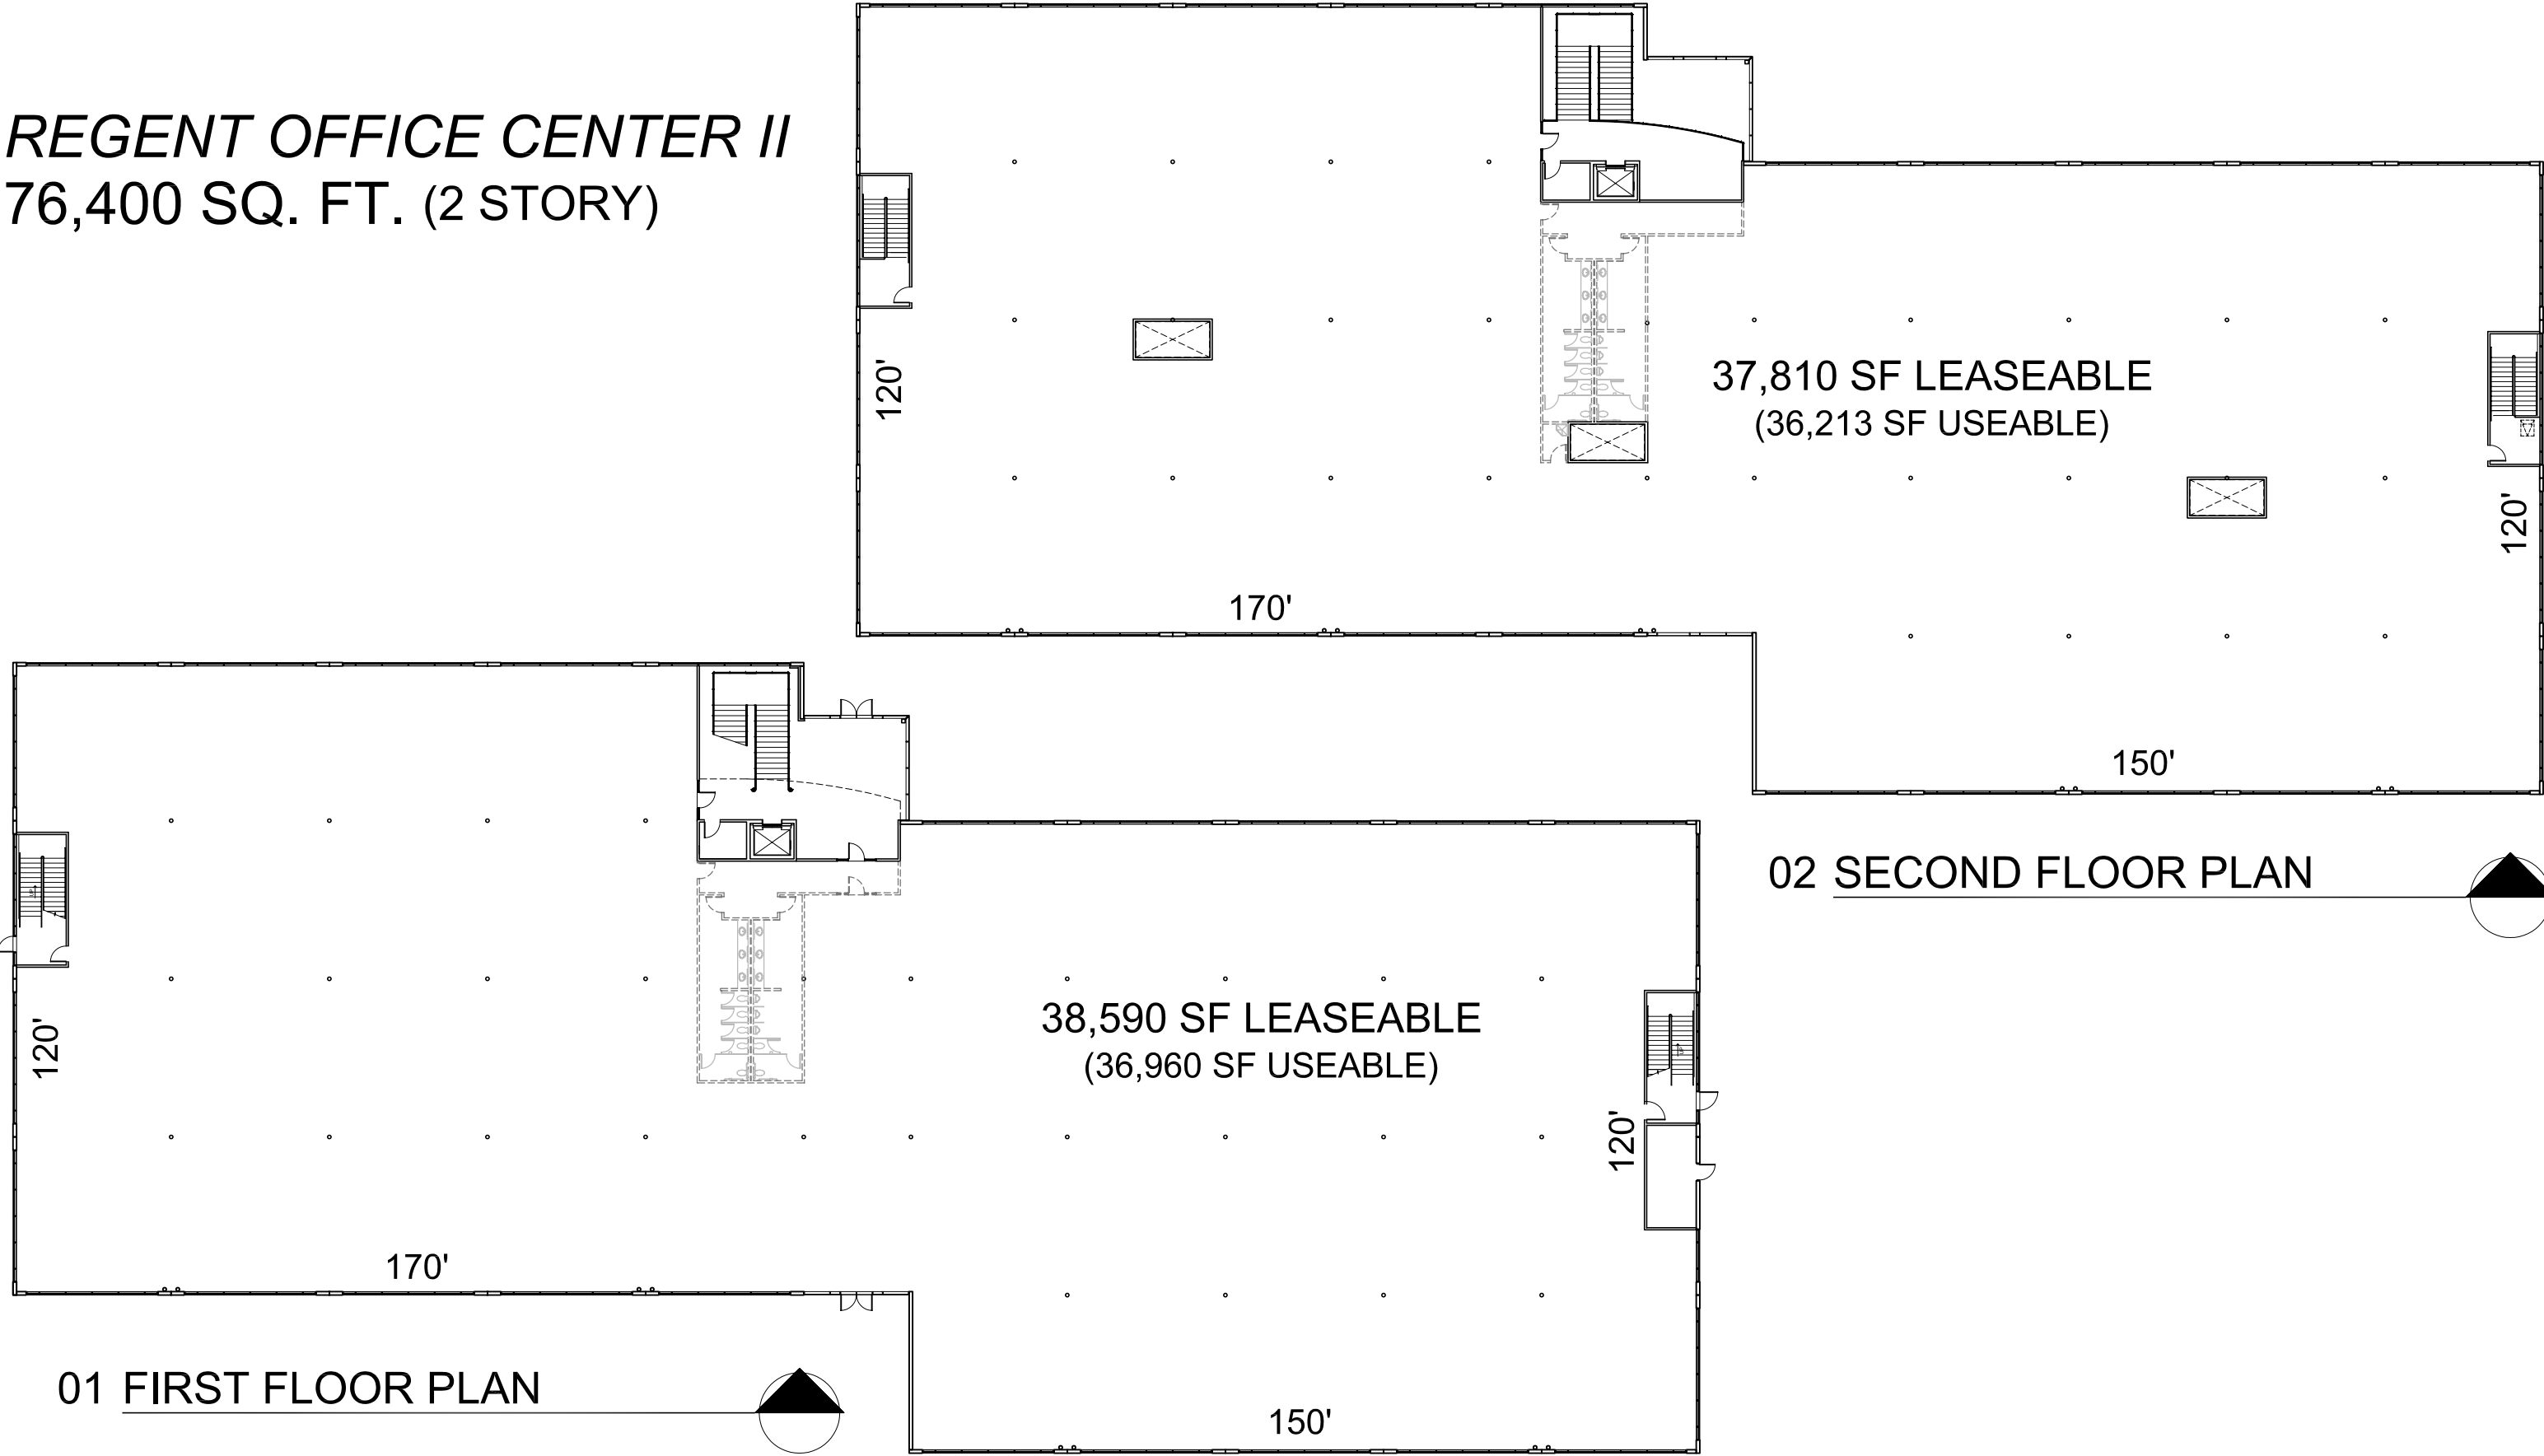 REGENT OFFICE CENTER II
76,400 SQ. FT. (2 STORY)
120'
37,810 SF LEASEABLE
(36,213 SF USEABLE)
120'
170'
150'
02 SECOND FLOOR PLAN
120'
38,590 SF LEASEABLE
(36,960 SF USEABLE)
120'
170'
150'
01 FIRST FLOOR PLAN
UP
UP